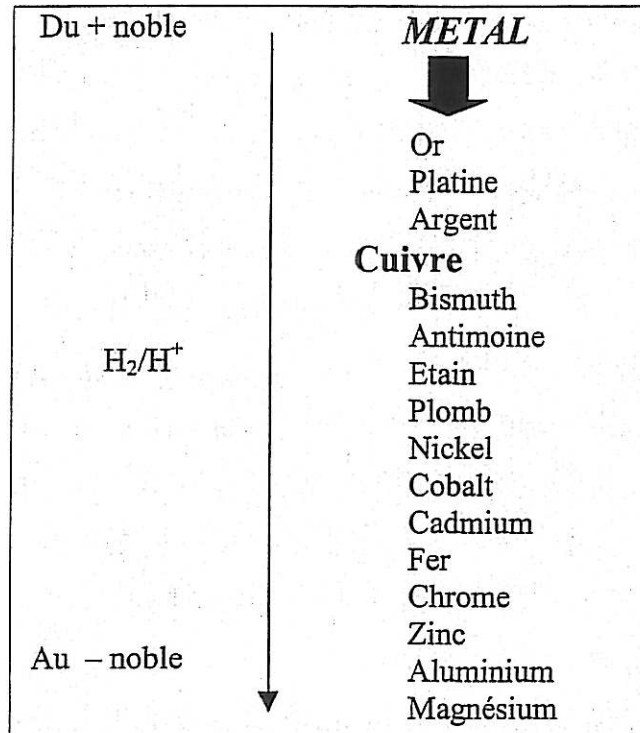 Du + noble
METAL
Or
Platine
Argent
Cuivre
Bismuth
Antimoine
H₂/H⁺
Etain
Plomb
Nickel
Cobalt
Cadmium
Fer
Chrome
Zinc
Au – noble
Aluminium
Magnésium